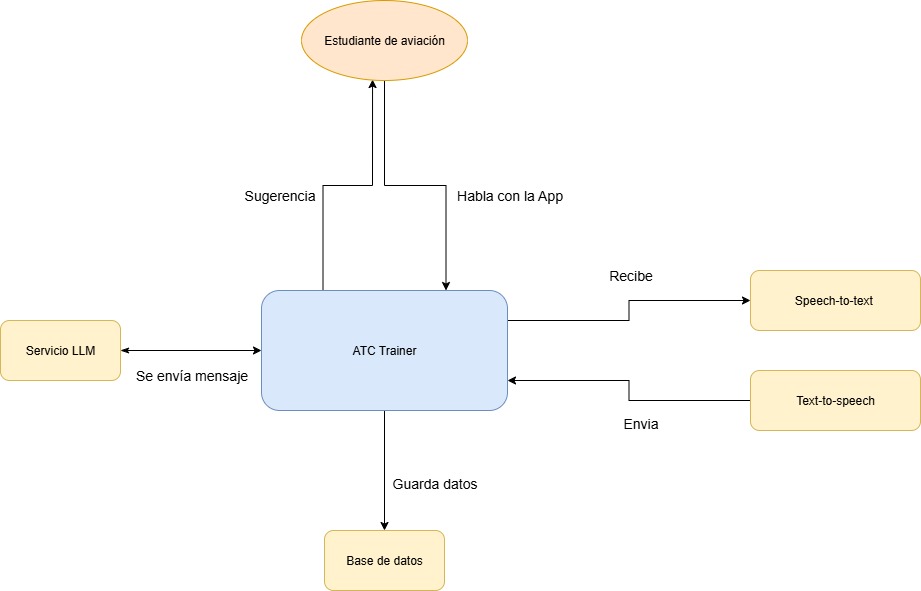 Estudiante de aviación
Sugerencia
Habla con la App
Recibe
Speech-to-text
Servicio LLM
ATC Trainer
Se envía mensaje
Text-to-speech
Envia
Guarda datos
Base de datos